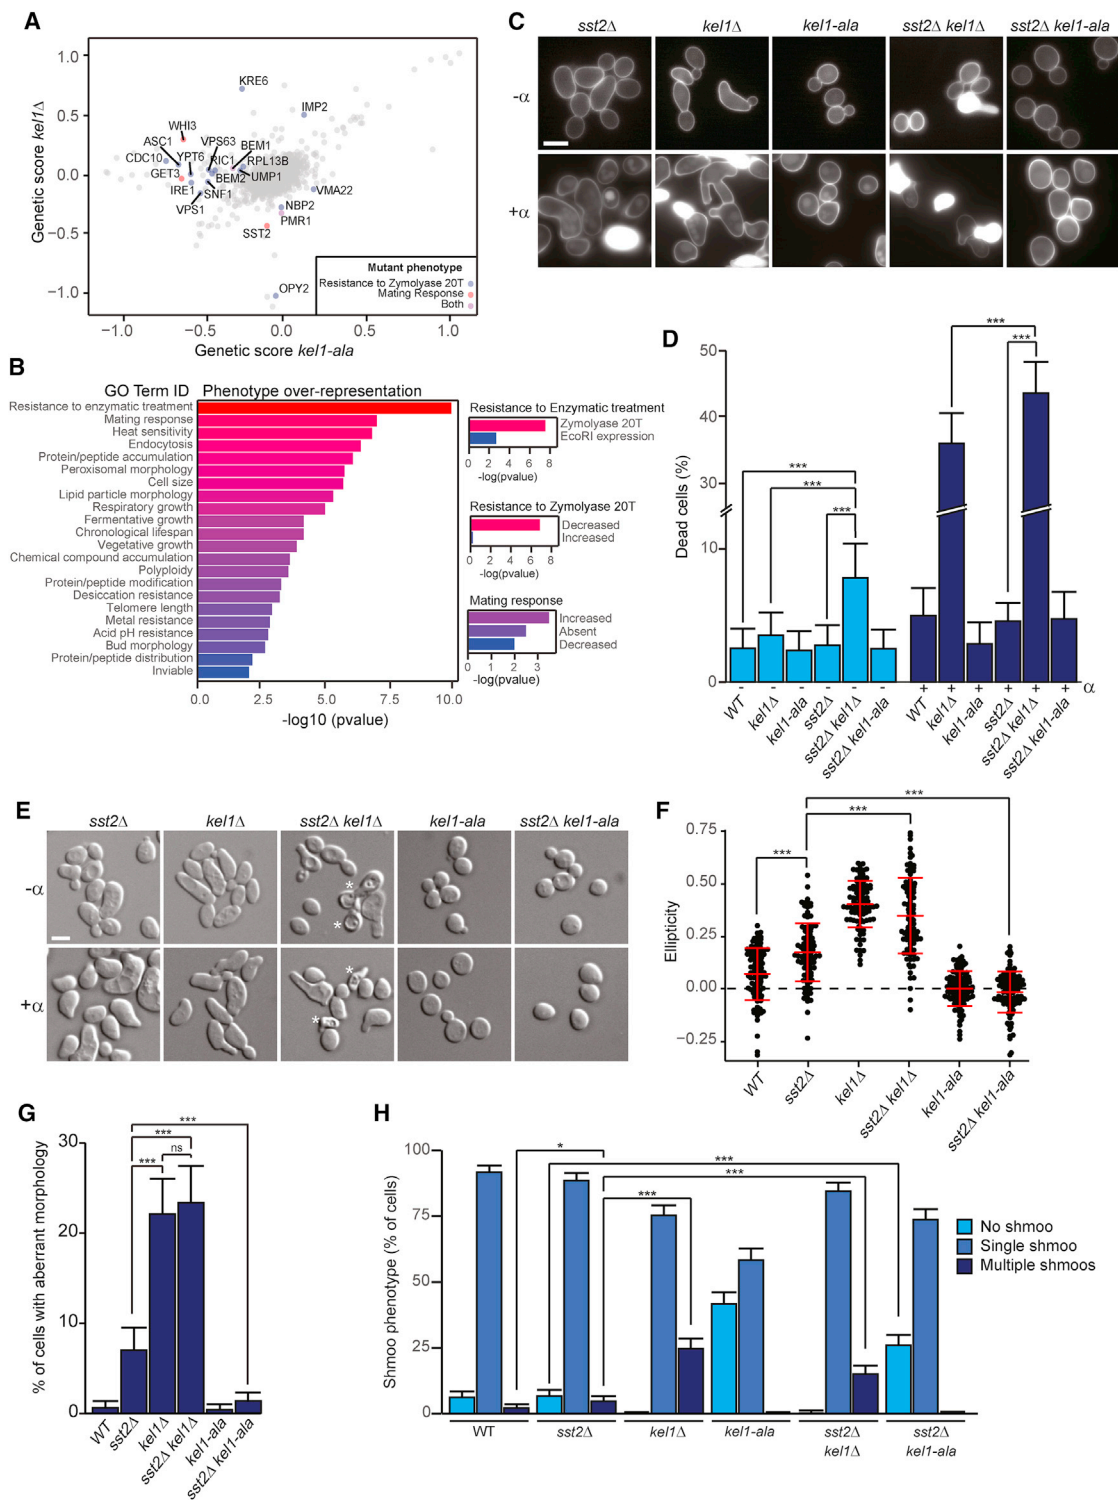 A
Genetic score kel1Δ
1.0
0.5
0.0
−0.5
−1.0
KRE6
IMP2
WHI3
VPS63
ASC1
BEM1
CDC10
YPT6
RIC1
RPL13B
GET3
BEM2
UMP1
IRE1
SNF1
VMA22
VPS1
NBP2
PMR1
SST2
OPY2
Mutant phenotype
Resistance to Zymolyase 20T
Mating Response
Both
−1.0 −0.5 0.0 0.5 1.0
Genetic score kel1-ala
B
GO Term ID Phenotype over-representation
Resistance to enzymatic treatment
Mating response
Heat sensitivity
Endocytosis
Protein/peptide accumulation
Peroxisomal morphology
Cell size
Lipid particle morphology
Respiratory growth
Fermentative growth
Chronological lifespan
Vegetative growth
Chemical compound accumulation
Polyploidy
Protein/peptide modification
Desiccation resistance
Telomere length
Metal resistance
Acid pH resistance
Bud morphology
Protein/peptide distribution
Inviable
0.0 2.5 5.0 7.5 10.0
-log10 (pvalue)
Resistance to Enzymatic treatment
Zymolyase 20T
EcoRI expression
0 2 4 6 8
-log(pvalue)
Resistance to Zymolyase 20T
Decreased
Increased
0 2 4 6 8
-log(pvalue)
Mating response
Increased
Absent
Decreased
0 1 2 3
-log(pvalue)
C
sst2Δ kel1Δ kel1-ala sst2Δ kel1Δ sst2Δ kel1-ala
-α
+α
D
Dead cells (%)
50
40
30
10
0
***
***
***
***
***
- - - - - - + + + + + + α
WT kel1Δ kel1-ala sst2Δ sst2Δ kel1Δ sst2Δ kel1-ala WT kel1Δ kel1-ala sst2Δ sst2Δ kel1Δ sst2Δ kel1-ala
E
sst2Δ kel1Δ sst2Δ kel1Δ kel1-ala sst2Δ kel1-ala
-α
*
*
+α
*
*
F
Ellipticity
0.75
0.50
0.25
0.00
−0.25
***
***
***
WT sst2Δ kel1Δ sst2Δ kel1Δ kel1-ala sst2Δ kel1-ala
G
% of cells with aberrant morphology
30
20
10
0
***
***
*** ns
WT sst2Δ kel1Δ sst2Δ kel1Δ kel1-ala sst2Δ kel1-ala
H
Shmoo phenotype (% of cells)
100
75
50
25
0
*
***
***
***
WT sst2Δ kel1Δ kel1-ala sst2Δ sst2Δ
kel1Δ kel1-ala
No shmoo
Single shmoo
Multiple shmoos